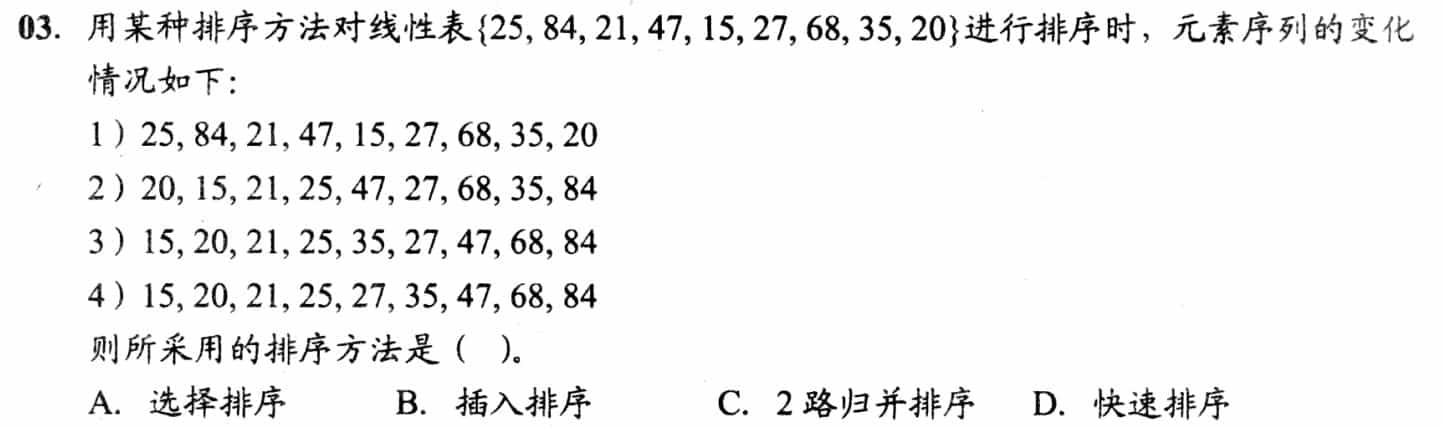 03. 用某种排序方法对线性表{25, 84, 21, 47, 15, 27, 68, 35, 20}进行排序时，元素序列的变化
情况如下：
1）25, 84, 21, 47, 15, 27, 68, 35, 20
2）20, 15, 21, 25, 47, 27, 68, 35, 84
3）15, 20, 21, 25, 35, 27, 47, 68, 84
4）15, 20, 21, 25, 27, 35, 47, 68, 84
则所采用的排序方法是（ ）。
A. 选择排序 B. 插入排序 C. 2 路归并排序 D. 快速排序